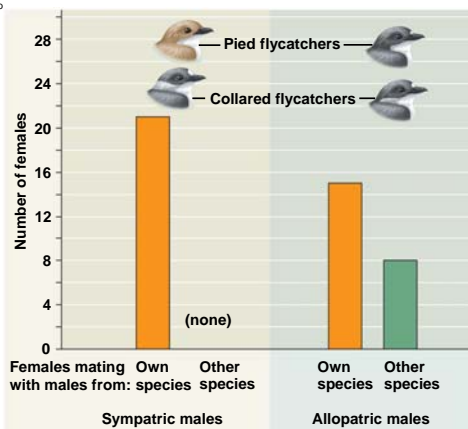 Number of females
28
24
20
16
12
8
4
0
Pied flycatchers
Collared flycatchers
(none)
Females mating Own Other Own Other
with males from: species species species species
Sympatric males Allopatric males